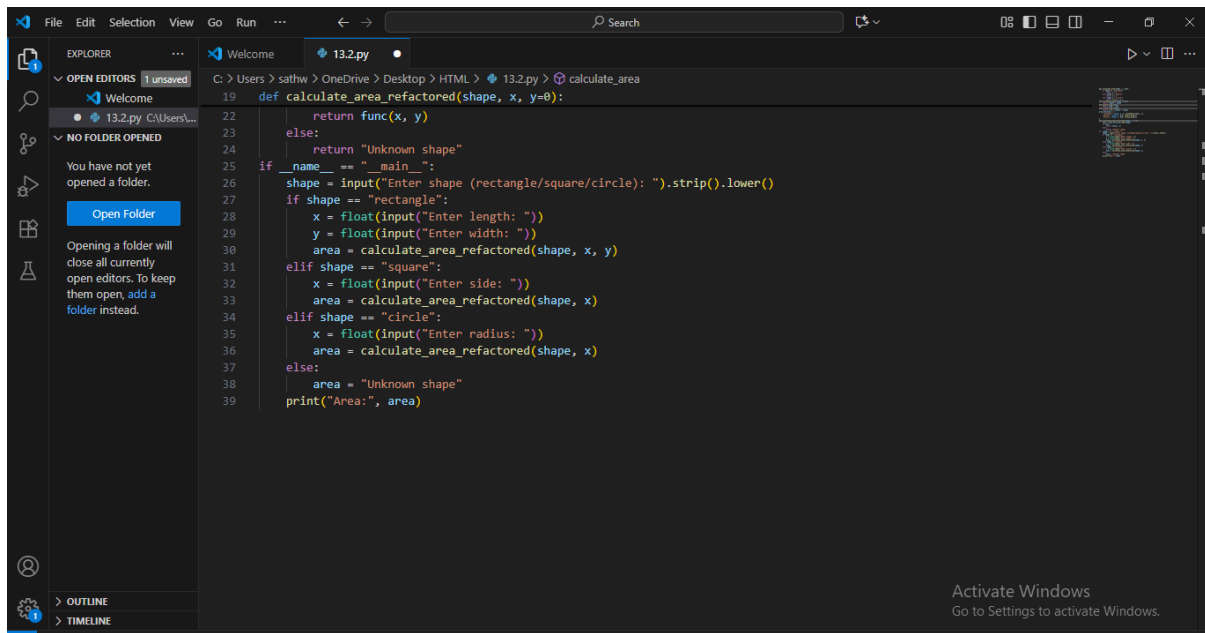 File Edit Selection View Go Run ··· Search
EXPLORER ···
OPEN EDITORS 1 unsaved
Welcome
13.2.py C:\Users\...
NO FOLDER OPENED
You have not yet
opened a folder.
Open Folder
Opening a folder will
close all currently
open editors. To keep
them open, add a
folder instead.
OUTLINE
TIMELINE
1
1
Welcome 13.2.py
C: > Users > sathw > OneDrive > Desktop > HTML > 13.2.py > calculate_area
19 def calculate_area_refactored(shape, x, y=0):
22         return func(x, y)
23     else:
24         return "Unknown shape"
25 if __name__ == "__main__":
26     shape = input("Enter shape (rectangle/square/circle): ").strip().lower()
27     if shape == "rectangle":
28         x = float(input("Enter length: "))
29         y = float(input("Enter width: "))
30         area = calculate_area_refactored(shape, x, y)
31     elif shape == "square":
32         x = float(input("Enter side: "))
33         area = calculate_area_refactored(shape, x)
34     elif shape == "circle":
35         x = float(input("Enter radius: "))
36         area = calculate_area_refactored(shape, x)
37     else:
38         area = "Unknown shape"
39     print("Area:", area)
Activate Windows
Go to Settings to activate Windows.